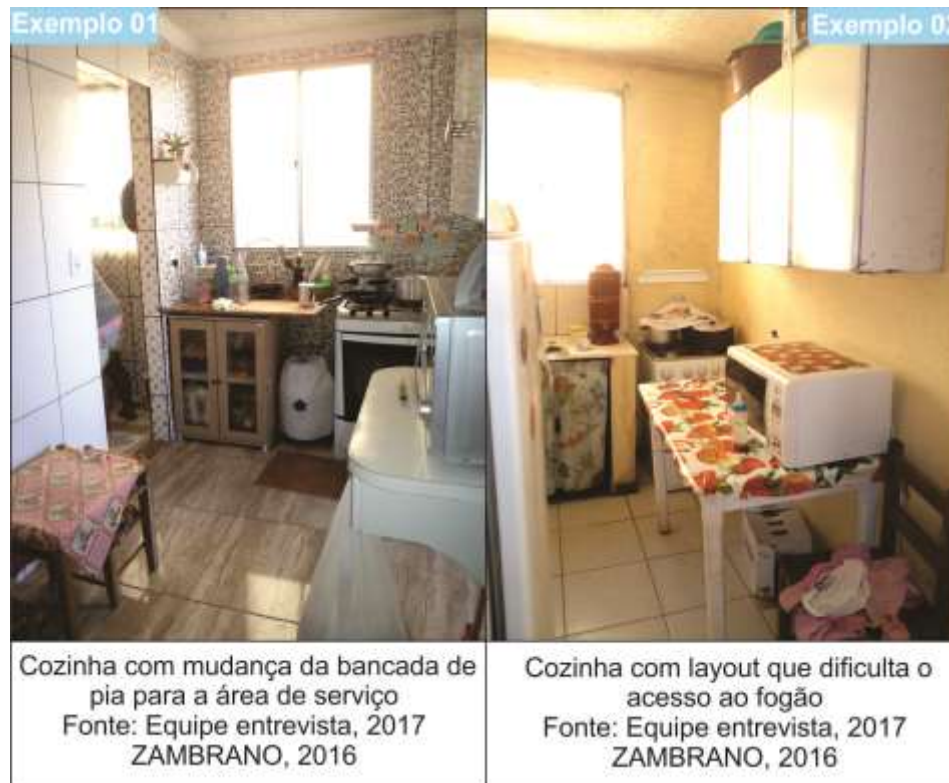 Exemplo 01
Exemplo 02
Cozinha com mudança da bancada de
pia para a área de serviço
Fonte: Equipe entrevista, 2017
ZAMBRANO, 2016
Cozinha com layout que dificulta o
acesso ao fogão
Fonte: Equipe entrevista, 2017
ZAMBRANO, 2016